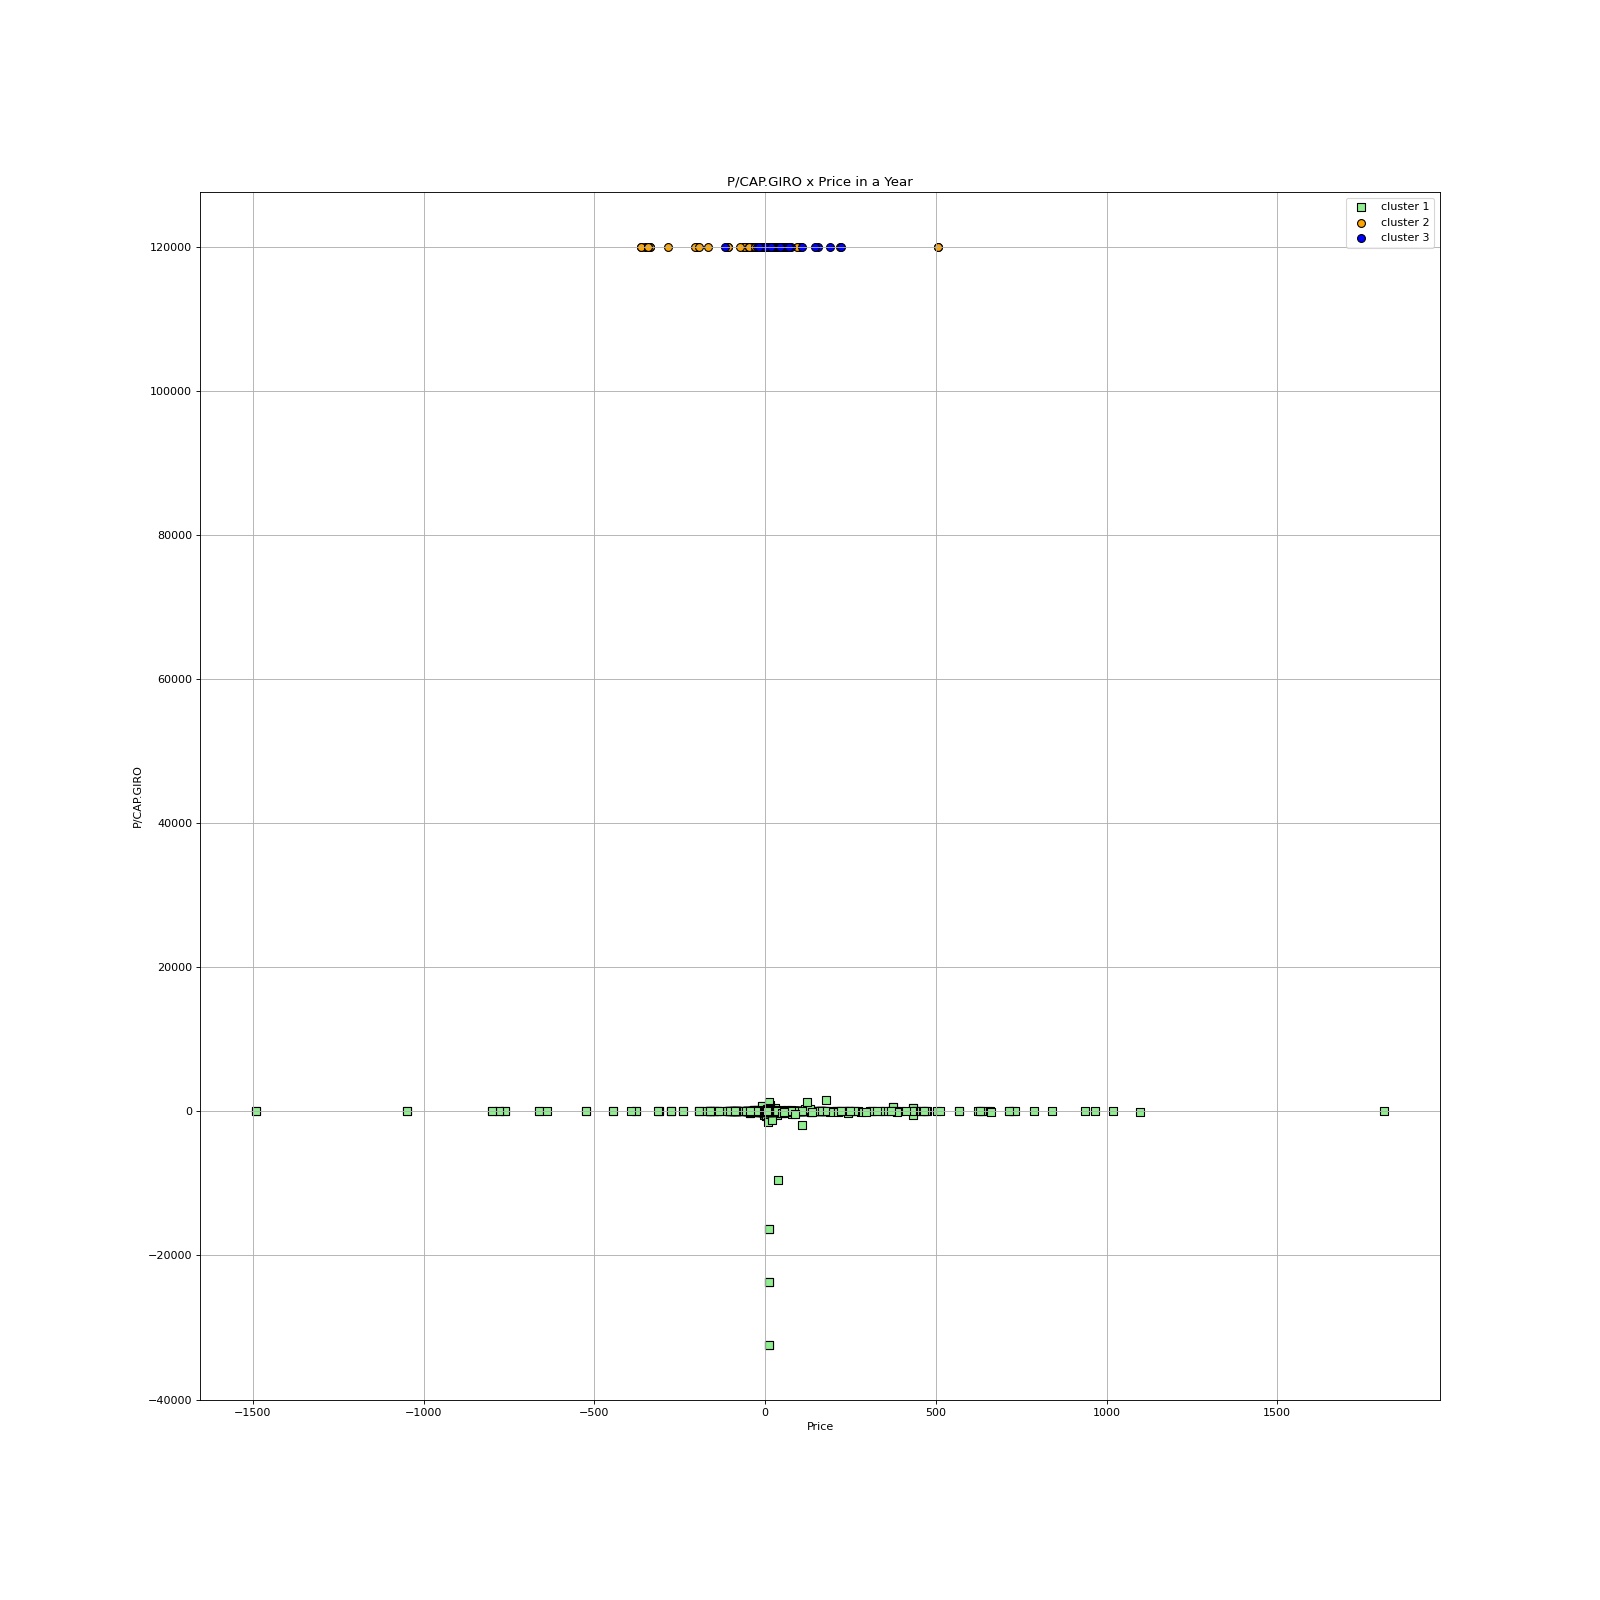 P/CAP.GIRO x Price in a Year
cluster 1
cluster 2
cluster 3
120000
100000
80000
60000
40000
20000
0
−20000
−40000
P/CAP.GIRO
−1500 −1000 −500 0 500 1000 1500
Price